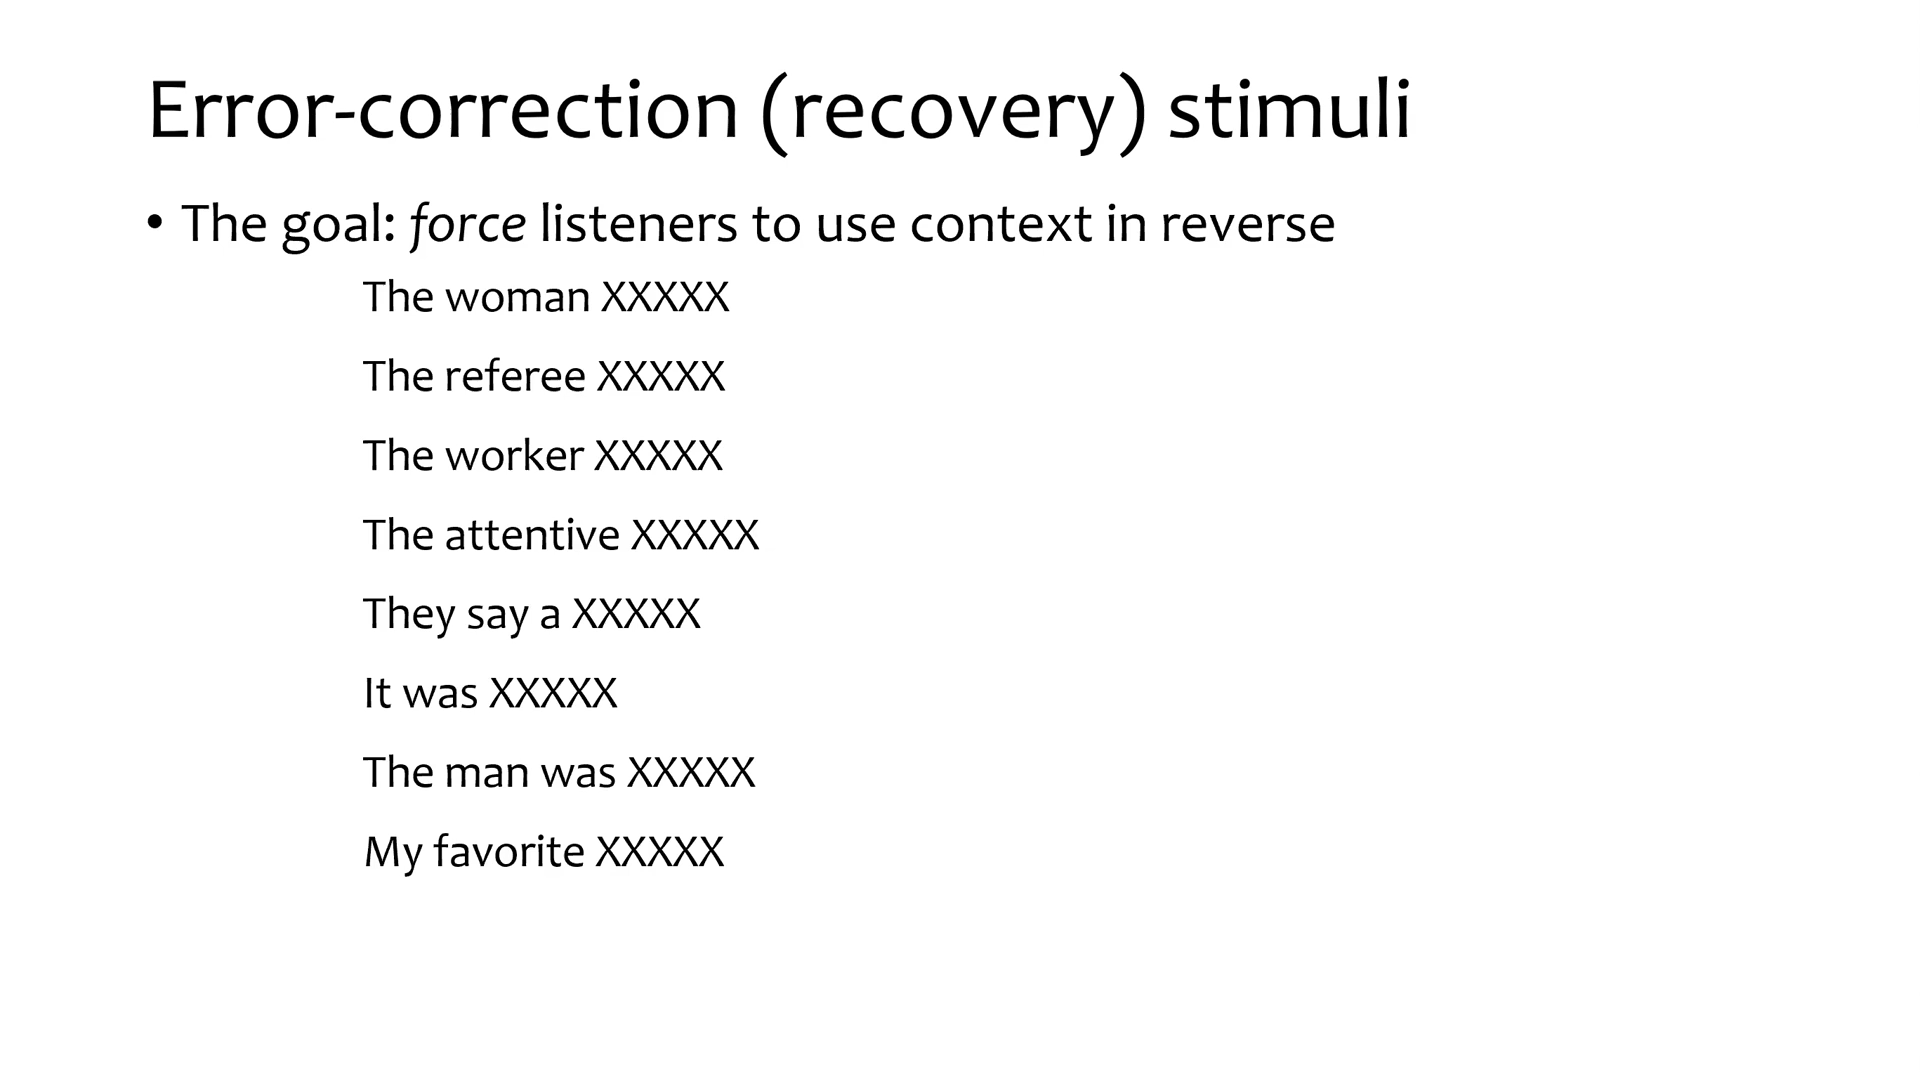 Error-correction (recovery) stimuli
• The goal: force listeners to use context in reverse
The woman XXXXX
The referee XXXXX
The worker XXXXX
The attentive XXXXX
They say a XXXXX
It was XXXXX
The man was XXXXX
My favorite XXXXX